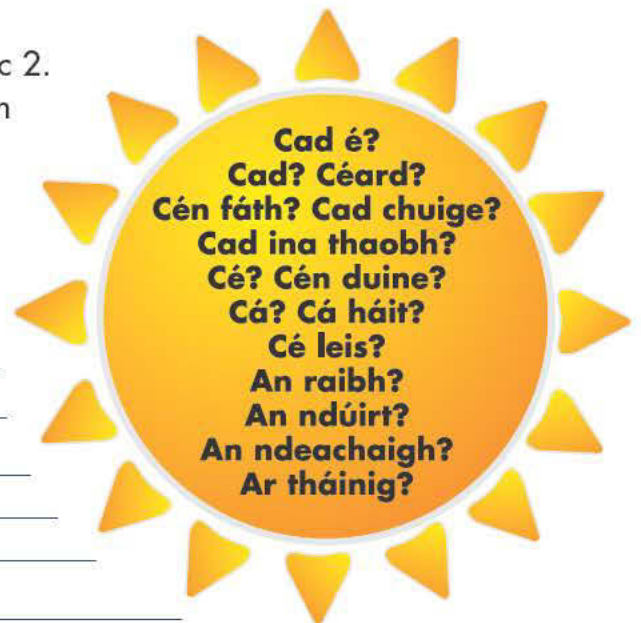 c 2.
Cad é?
Cad? Céard?
Cén fáth? Cad chuige?
Cad ina thaobh?
Cé? Cén duine?
Cá? Cá háit?
Cé leis?
An raibh?
An ndúirt?
An ndeachaigh?
Ar tháinig?